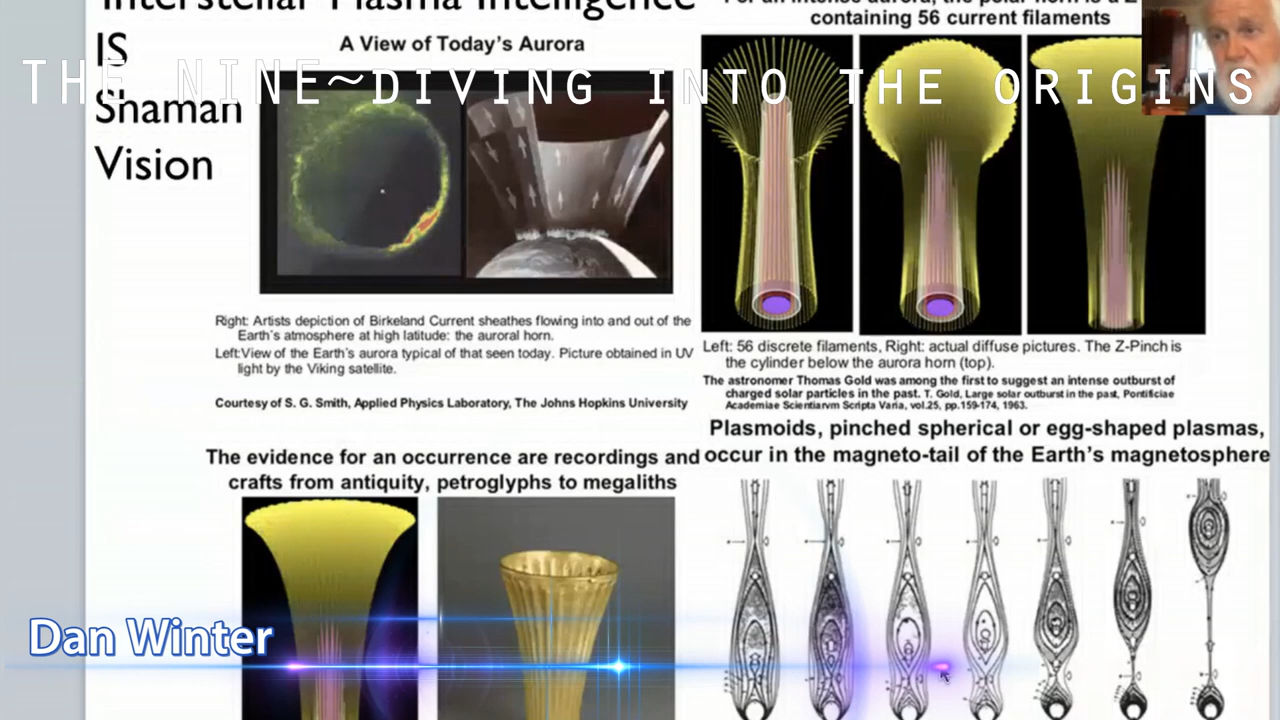 Interstellar Plasma Intelligence
IS
Shaman
Vision
THE NINE~DIVING INTO THE ORIGINS
A View of Today's Aurora
Right: Artists depiction of Birkeland Current sheathes flowing into and out of the
Earth's atmosphere at high latitude: the auroral horn.
Left:View of the Earth's aurora typical of that seen today. Picture obtained in UV
light by the Viking satellite.
Courtesy of S. G. Smith, Applied Physics Laboratory, The Johns Hopkins University
The evidence for an occurrence are recordings and
crafts from antiquity, petroglyphs to megaliths
For an intense aurora, the polar horn is a Z
containing 56 current filaments
Left: 56 discrete filaments, Right: actual diffuse pictures. The Z-Pinch is
the cylinder below the aurora horn (top).
The astronomer Thomas Gold was among the first to suggest an intense outburst of
charged solar particles in the past. T. Gold, Large solar outburst in the past, Pontificiae
Academiae Scientiarvm Scripta Varia, vol.25, pp.159-174, 1963.
Plasmoids, pinched spherical or egg-shaped plasmas,
occur in the magneto-tail of the Earth's magnetosphere
Dan Winter